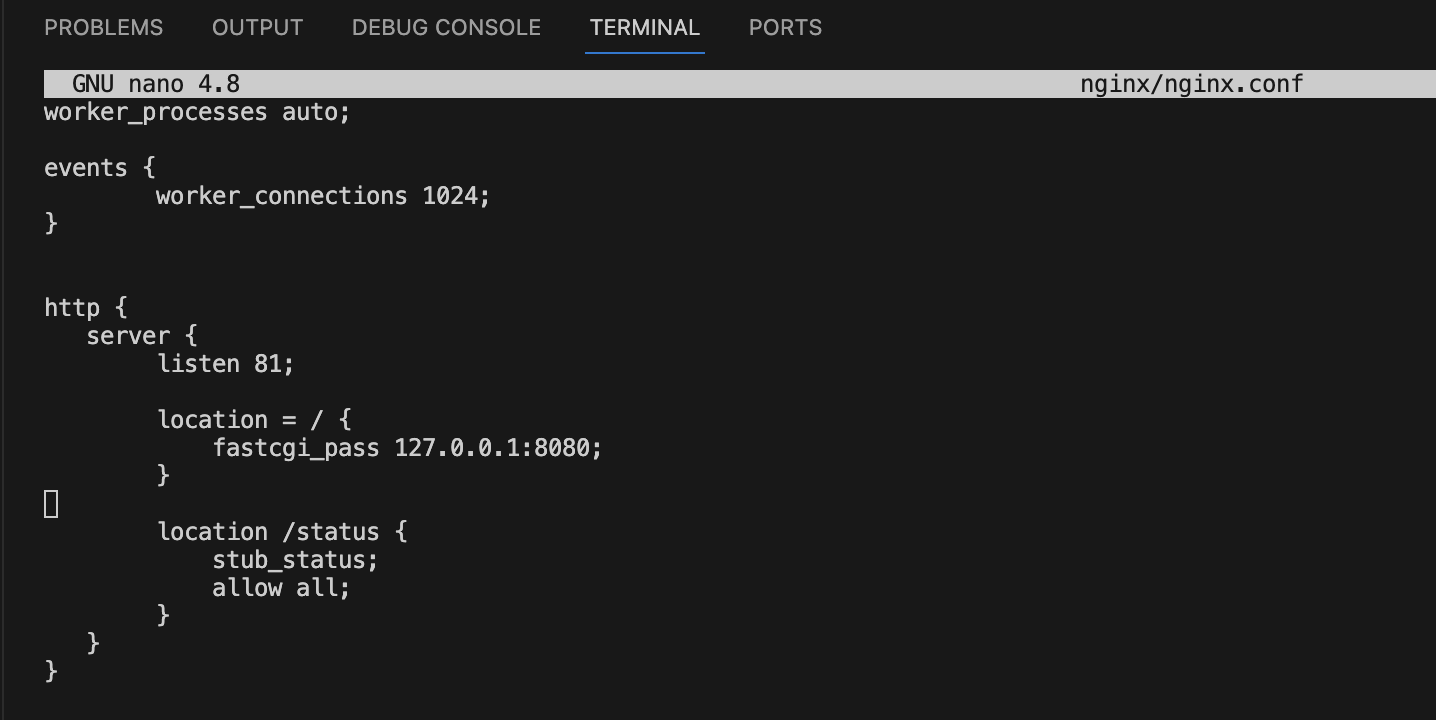 PROBLEMS OUTPUT DEBUG CONSOLE TERMINAL PORTS
GNU nano 4.8 nginx/nginx.conf
worker_processes auto;
events {
worker_connections 1024;
}
http {
server {
listen 81;
location = / {
fastcgi_pass 127.0.0.1:8080;
}
location /status {
stub_status;
allow all;
}
}
}